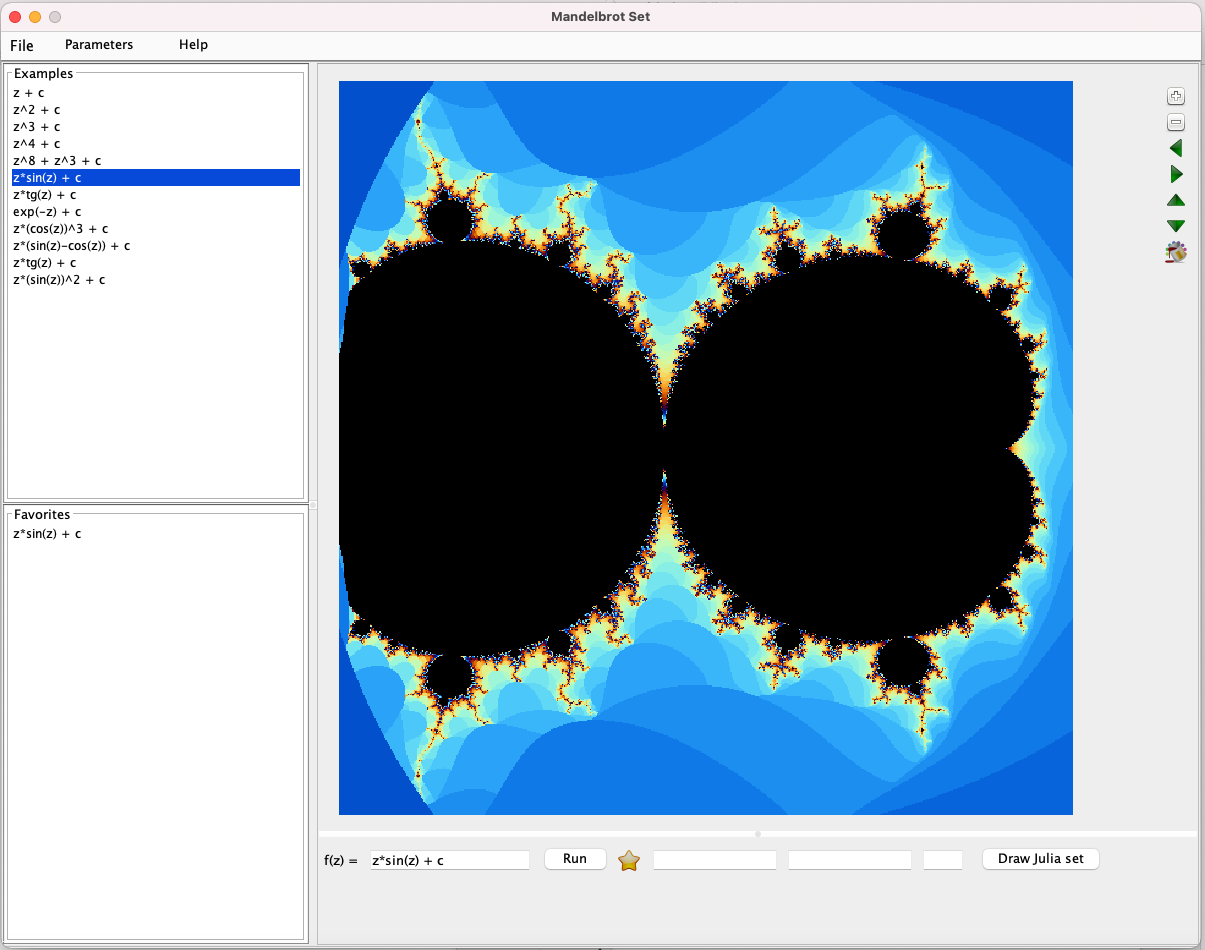 Mandelbrot Set
File Parameters Help
Examples
z + c
z^2 + c
z^3 + c
z^4 + c
z^8 + z^3 + c
z*sin(z) + c
z*tg(z) + c
exp(-z) + c
z*(cos(z))^3 + c
z*(sin(z)-cos(z)) + c
z*tg(z) + c
z*(sin(z))^2 + c
Favorites
z*sin(z) + c
f(z) = z*sin(z) + c Run Draw Julia set